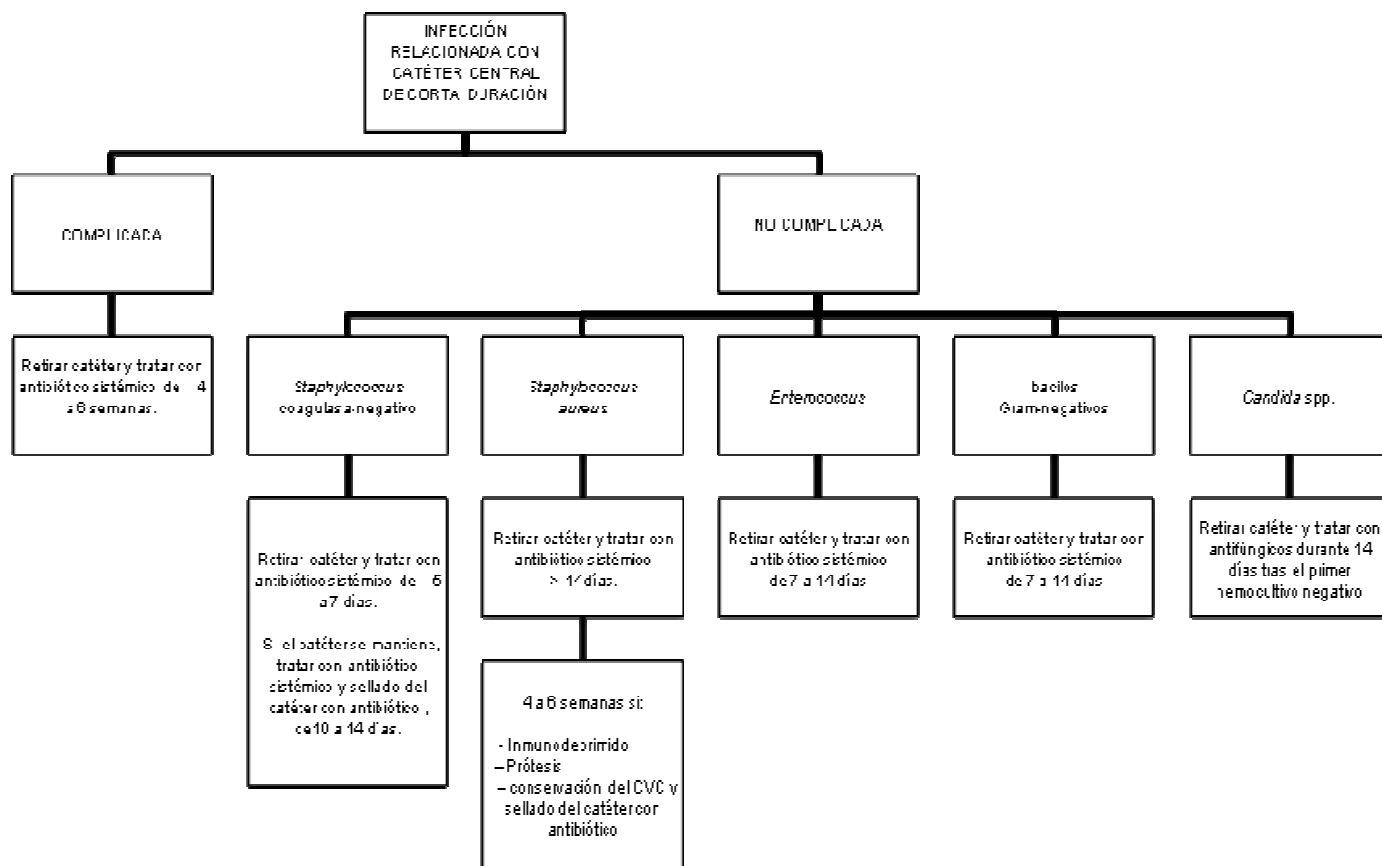 INFECCIÓN
RELACIONADA CON
CATÉTER CENTRAL
DE CORTA DURACIÓN
COMPLICADA
NO COMPLICADA
Retirar catéter y tratar con
antibiótico sistémico de 4
a 6 semanas.
Staphylococcus
coagulasa-negativo
Staphylococcus
aureus
Enterococcus
bacilos
Gram-negativos
Candida spp.
Retirar catéter y tratar con
antibiótico sistémico de 5
a 7 días.
Si el catéter se mantiene,
tratar con antibiótico
sistémico y sellado del
catéter con antibiótico,
de 10 a 14 días.
Retirar catéter y tratar con
antibiótico sistémico
> 14 días.
4 a 6 semanas si:
- Inmunodeprimido
– Prótesis
– conservación del CVC y
sellado del catéter con
antibiótico
Retirar catéter y tratar con
antibiótico sistémico
de 7 a 14 días
Retirar catéter y tratar con
antibiótico sistémico
de 7 a 14 días
Retirar catéter y tratar con
antifúngicos durante 14
días tras el primer
hemocultivo negativo